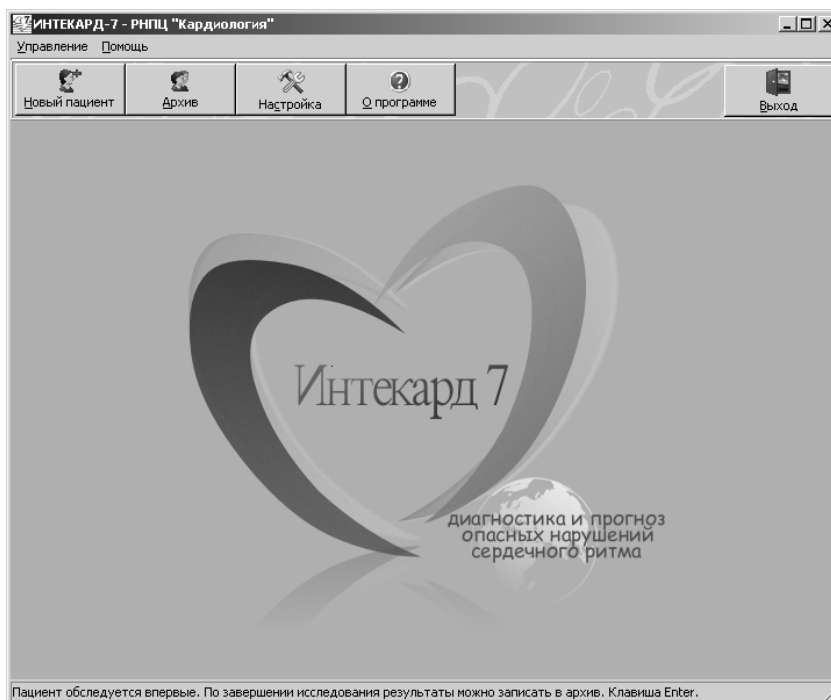 ИНТЕКАРД-7 - РНПЦ "Кардиология"
Управление Помощь
Новый пациент Архив Настройка О программе Выход
Интекард 7
диагностика и прогноз
опасных нарушений
сердечного ритма
Пациент обследуется впервые. По завершении исследования результаты можно записать в архив. Клавиша Enter.